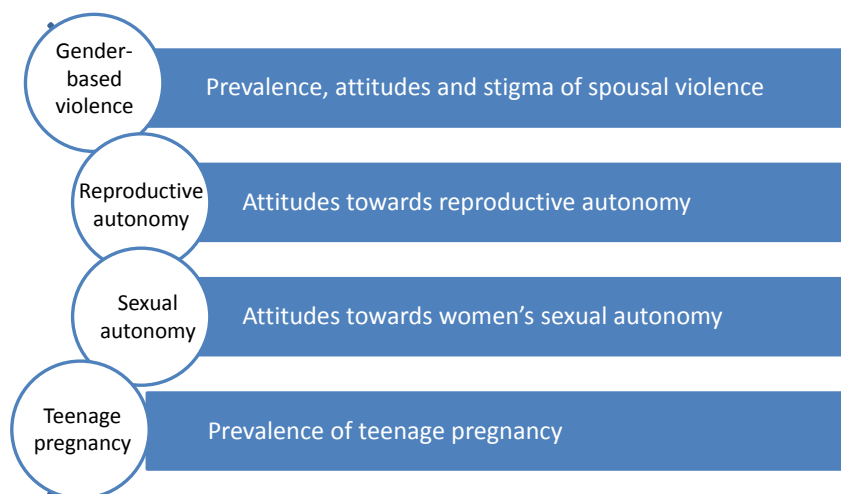 Gender-
based
violence
Prevalence, attitudes and stigma of spousal violence
Reproductive
autonomy
Attitudes towards reproductive autonomy
Sexual
autonomy
Attitudes towards women’s sexual autonomy
Teenage
pregnancy
Prevalence of teenage pregnancy